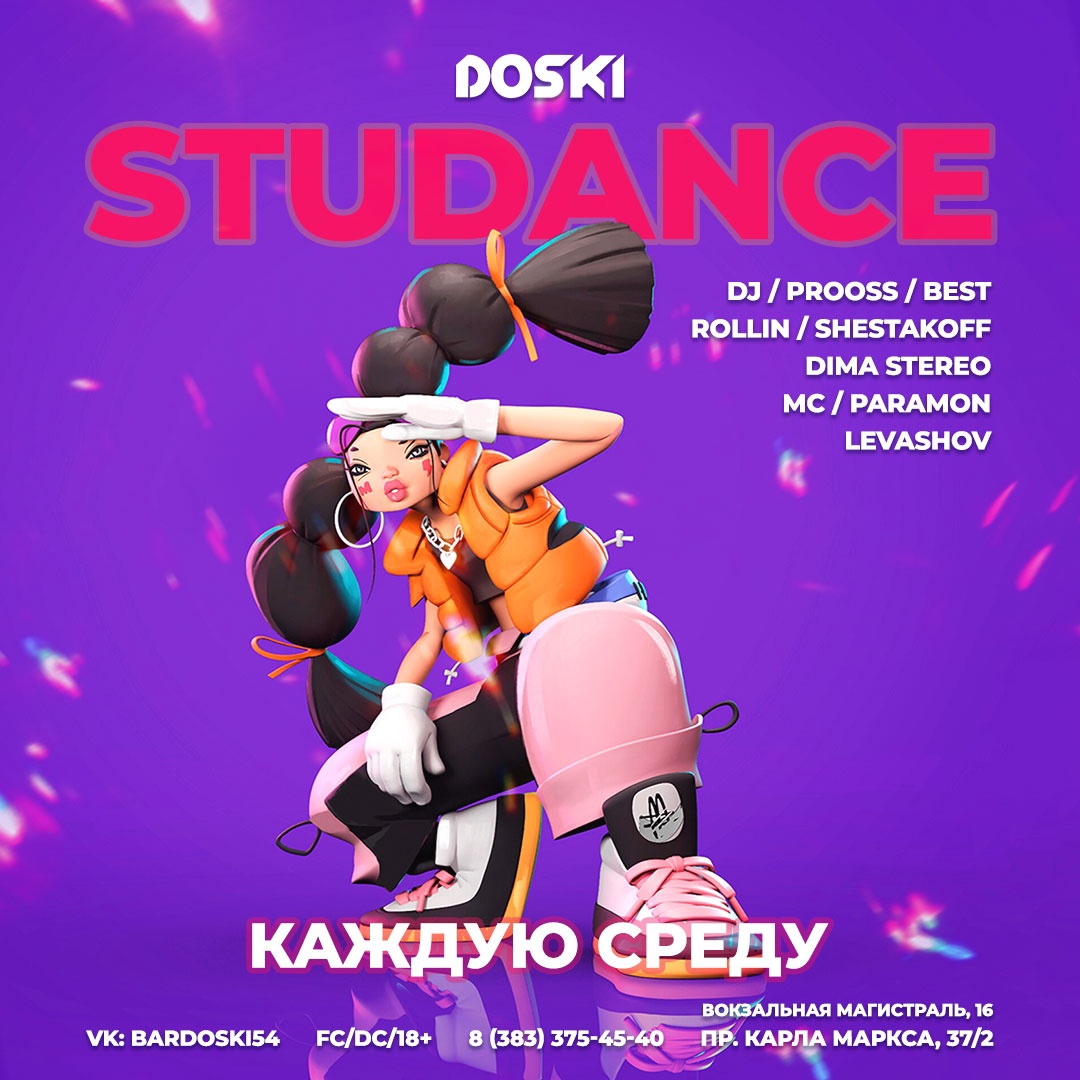 DOSKI
STUDANCE
DJ / PROOSS / BEST
ROLLIN / SHESTAKOFF
DIMA STEREO
MC / PARAMON
LEVASHOV
КАЖДУЮ СРЕДУ
ВОКЗАЛЬНАЯ МАГИСТРАЛЬ, 16
VK: BARDOSKI54 FC/DC/18+ 8 (383) 375-45-40 ПР. КАРЛА МАРКСА, 37/2